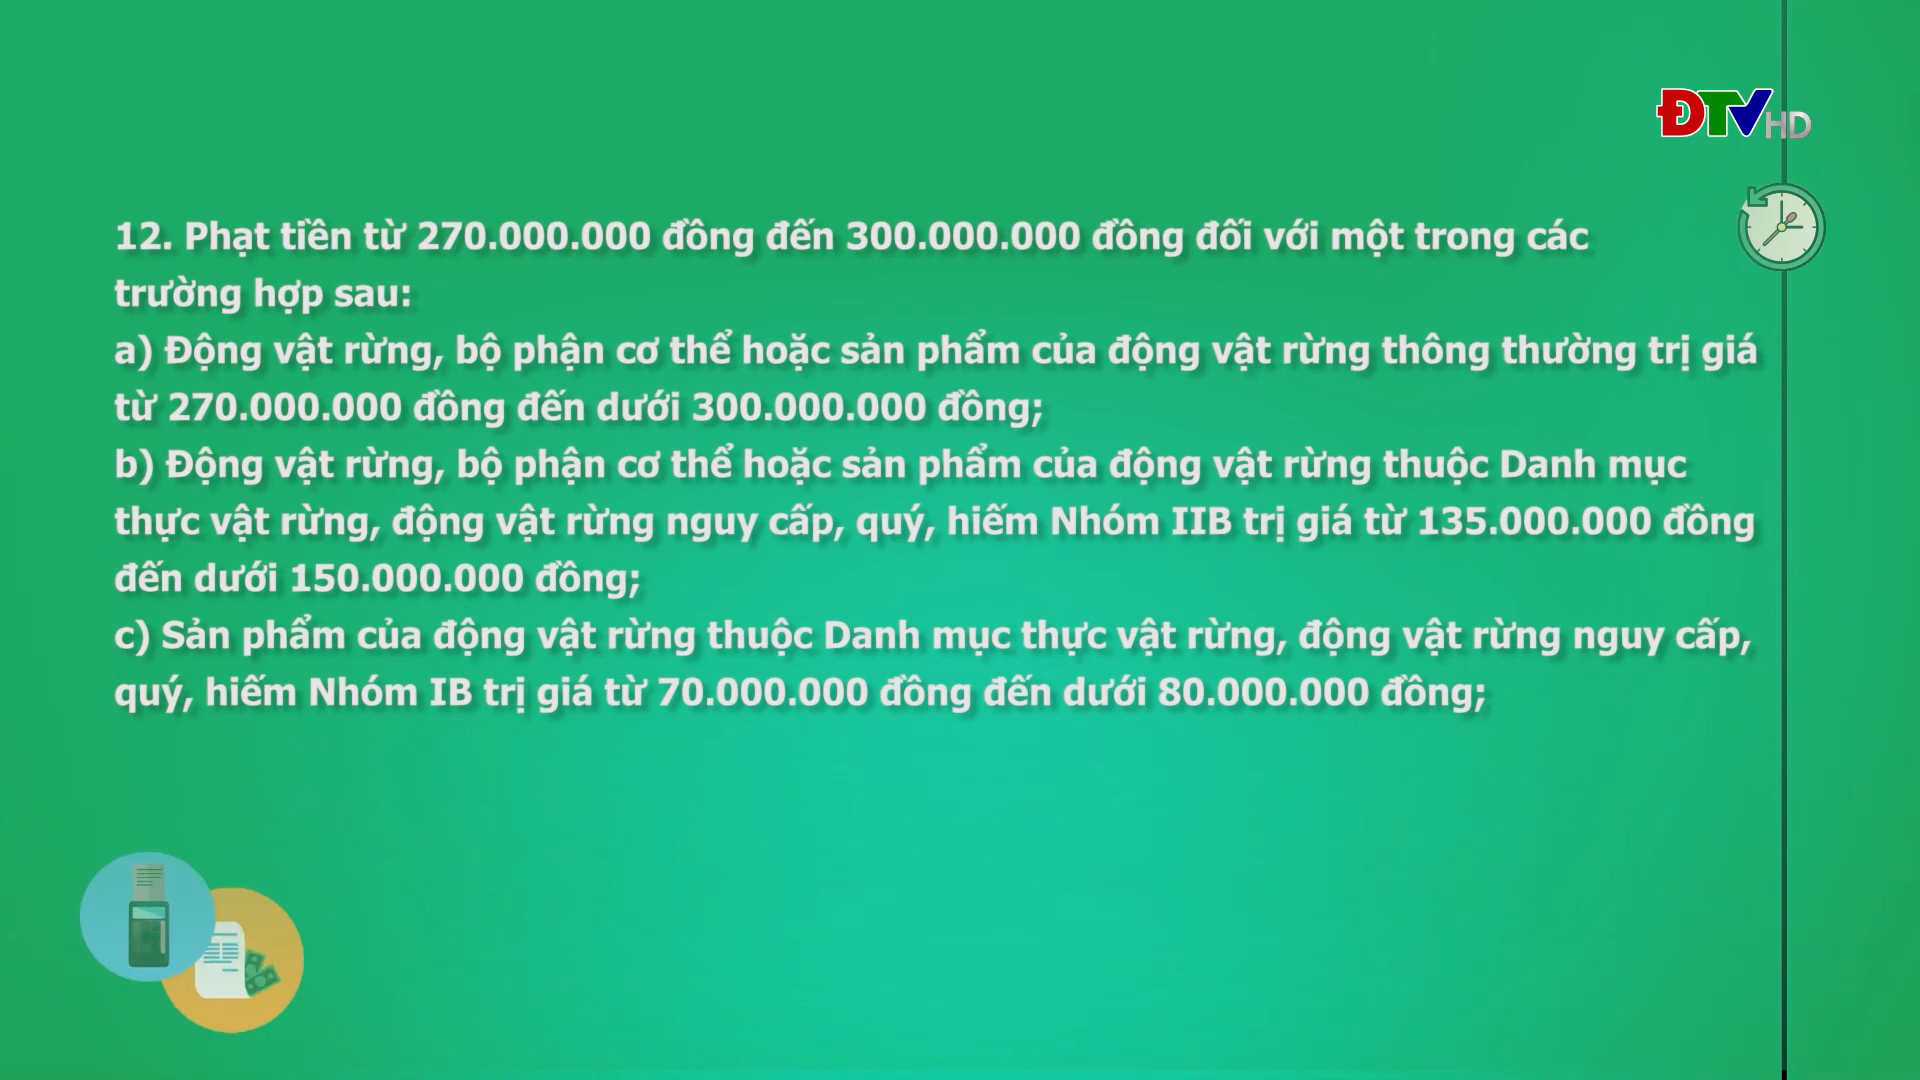 ĐTV HD
12. Phạt tiền từ 270.000.000 đồng đến 300.000.000 đồng đối với một trong các
trường hợp sau:
a) Động vật rừng, bộ phận cơ thể hoặc sản phẩm của động vật rừng thông thường trị giá
từ 270.000.000 đồng đến dưới 300.000.000 đồng;
b) Động vật rừng, bộ phận cơ thể hoặc sản phẩm của động vật rừng thuộc Danh mục
thực vật rừng, động vật rừng nguy cấp, quý, hiếm Nhóm IIB trị giá từ 135.000.000 đồng
đến dưới 150.000.000 đồng;
c) Sản phẩm của động vật rừng thuộc Danh mục thực vật rừng, động vật rừng nguy cấp,
quý, hiếm Nhóm IB trị giá từ 70.000.000 đồng đến dưới 80.000.000 đồng;